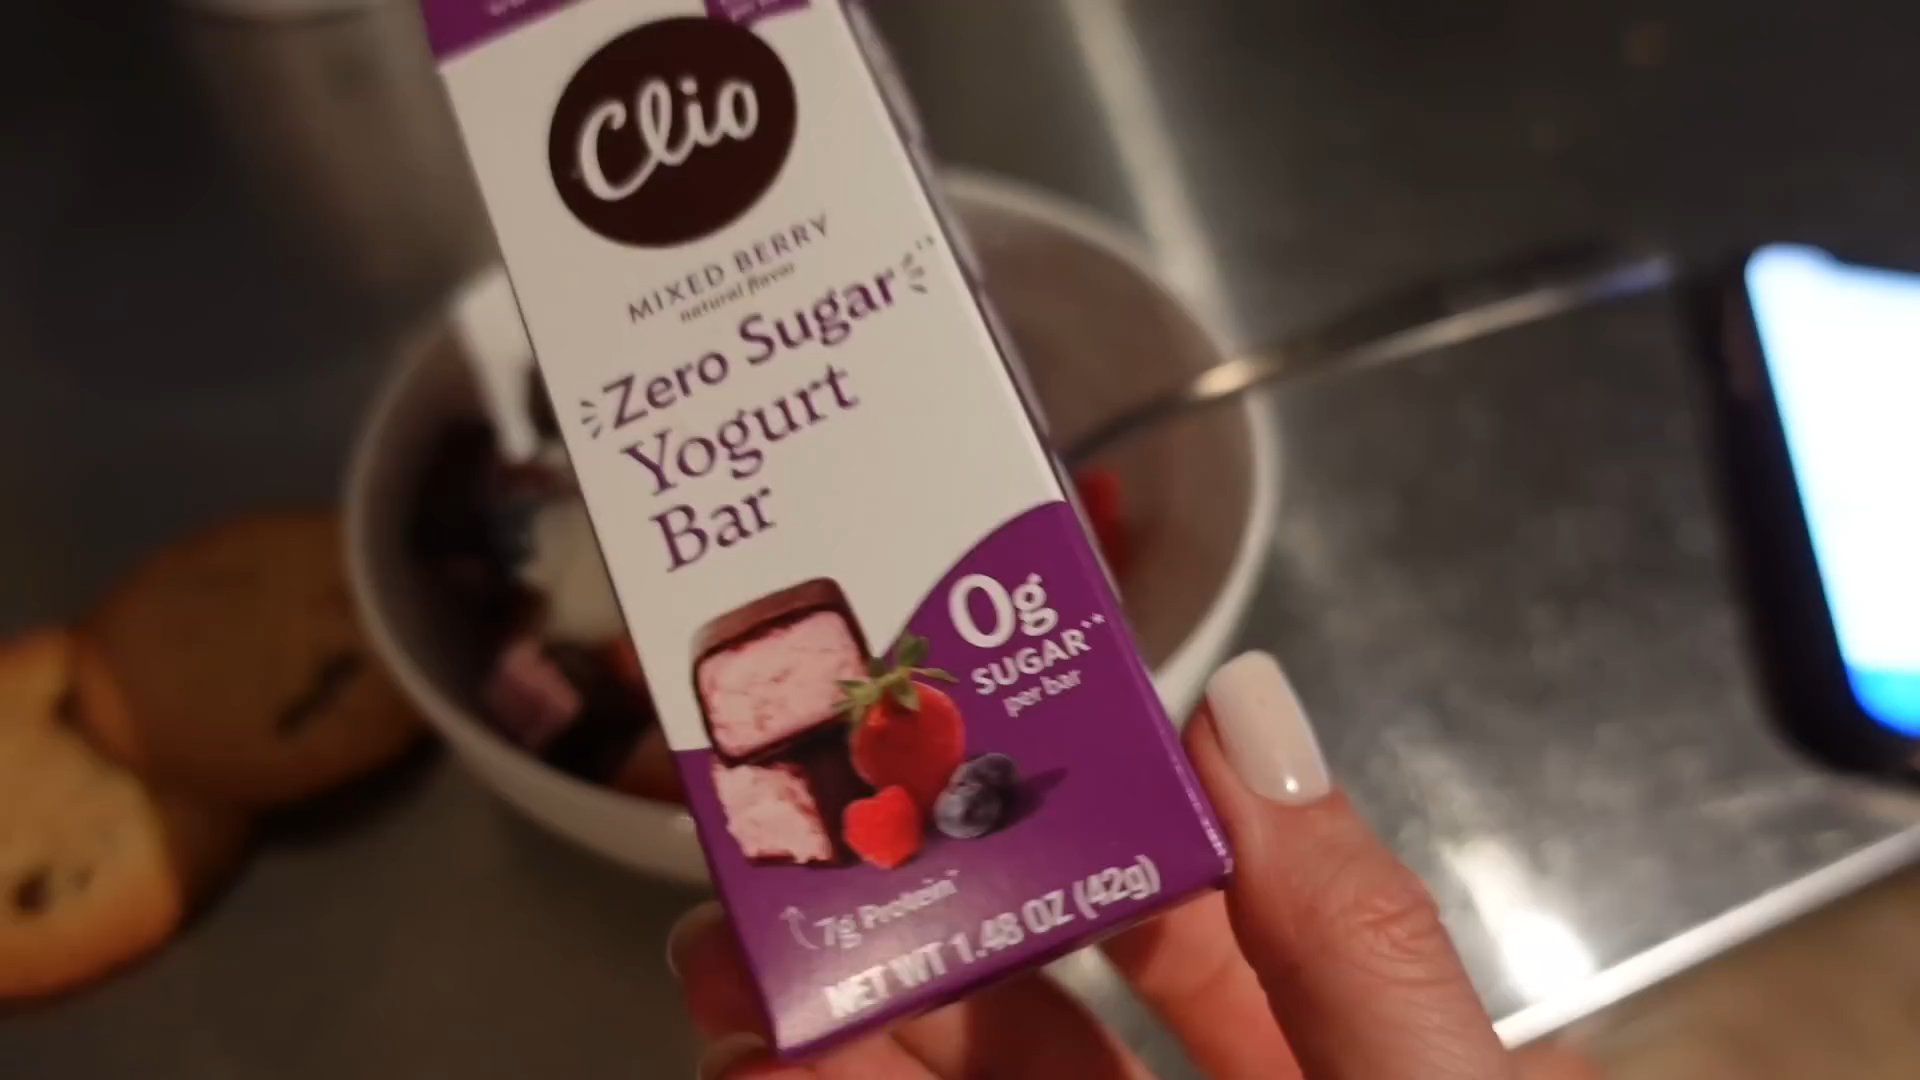 Clio
MIXED BERRY
natural flavor
Zero Sugar
Yogurt
Bar
0g
SUGAR**
per bar
7g Protein*
NET WT 1.48 OZ (42g)